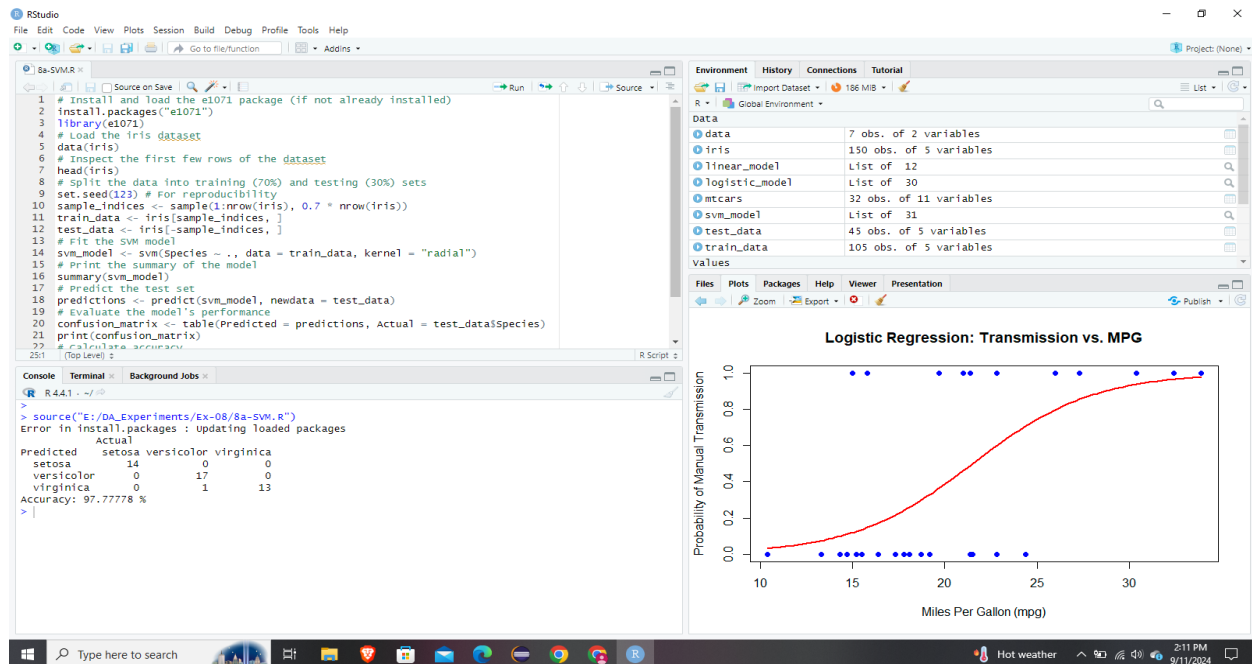 RStudio
File Edit Code View Plots Session Build Debug Profile Tools Help
Go to file/function Addins Project: (None)
8a-SVM.R
Source on Save Run Source
1 # Install and load the e1071 package (if not already installed)
2 install.packages("e1071")
3 library(e1071)
4 # Load the iris dataset
5 data(iris)
6 # Inspect the first few rows of the dataset
7 head(iris)
8 # Split the data into training (70%) and testing (30%) sets
9 set.seed(123) # For reproducibility
10 sample_indices <- sample(1:nrow(iris), 0.7 * nrow(iris))
11 train_data <- iris[sample_indices, ]
12 test_data <- iris[-sample_indices, ]
13 # Fit the SVM model
14 svm_model <- svm(Species ~ ., data = train_data, kernel = "radial")
15 # Print the summary of the model
16 summary(svm_model)
17 # Predict the test set
18 predictions <- predict(svm_model, newdata = test_data)
19 # Evaluate the model's performance
20 confusion_matrix <- table(Predicted = predictions, Actual = test_data$Species)
21 print(confusion_matrix)
22 # Calculate accuracy
25:1 (Top Level) R Script
Console Terminal Background Jobs
R 4.4.1 · ~/
>
> source("E:/DA_Experiments/Ex-08/8a-SVM.R")
Error in install.packages : Updating loaded packages
Actual
Predicted setosa versicolor virginica
setosa 14 0 0
versicolor 0 17 0
virginica 0 1 13
Accuracy: 97.77778 %
>
Environment History Connections Tutorial
Import Dataset 186 MiB List
R Global Environment
Data
data 7 obs. of 2 variables
iris 150 obs. of 5 variables
linear_model List of 12
logistic_model List of 30
mtcars 32 obs. of 11 variables
svm_model List of 31
test_data 45 obs. of 5 variables
train_data 105 obs. of 5 variables
Values
Files Plots Packages Help Viewer Presentation
Zoom Export Publish
Logistic Regression: Transmission vs. MPG
Probability of Manual Transmission
1.0
0.8
0.6
0.4
0.2
0.0
10 15 20 25 30
Miles Per Gallon (mpg)
Type here to search
Hot weather
2:11 PM
9/11/2024